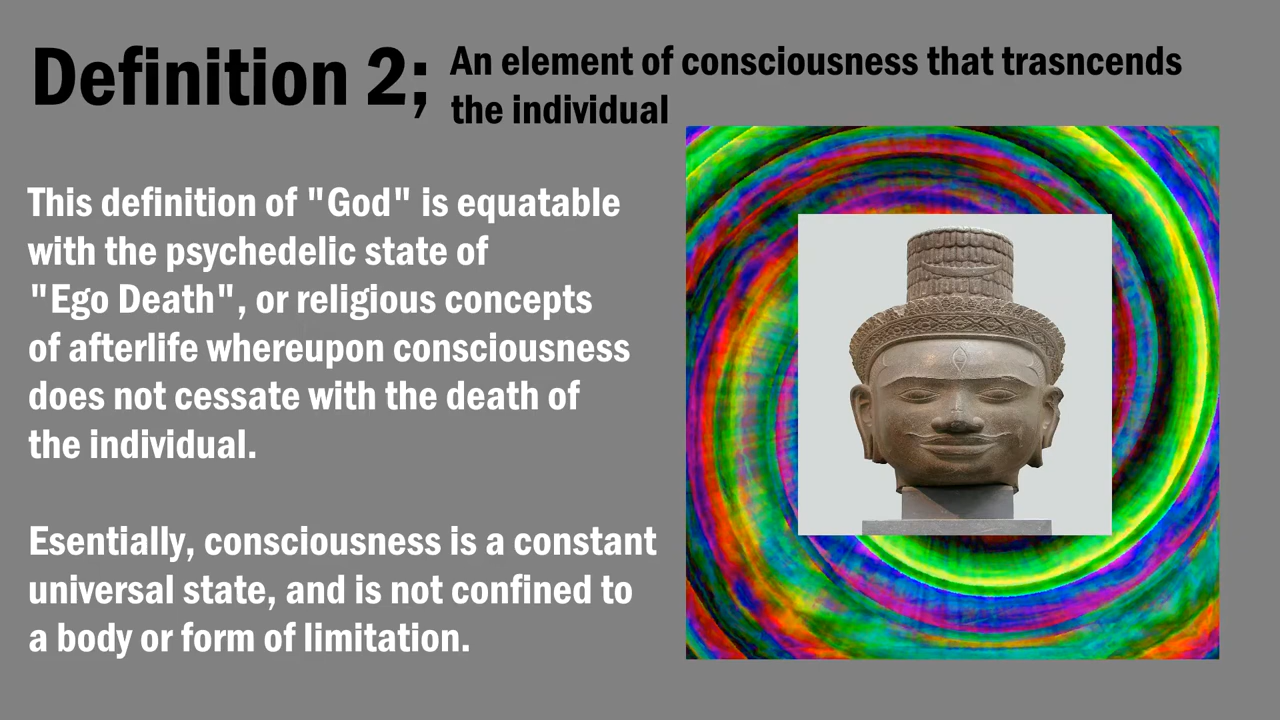 Definition 2;
An element of consciousness that trasncends
the individual
This definition of "God" is equatable
with the psychedelic state of
"Ego Death", or religious concepts
of afterlife whereupon consciousness
does not cessate with the death of
the individual.
Esentially, consciousness is a constant
universal state, and is not confined to
a body or form of limitation.